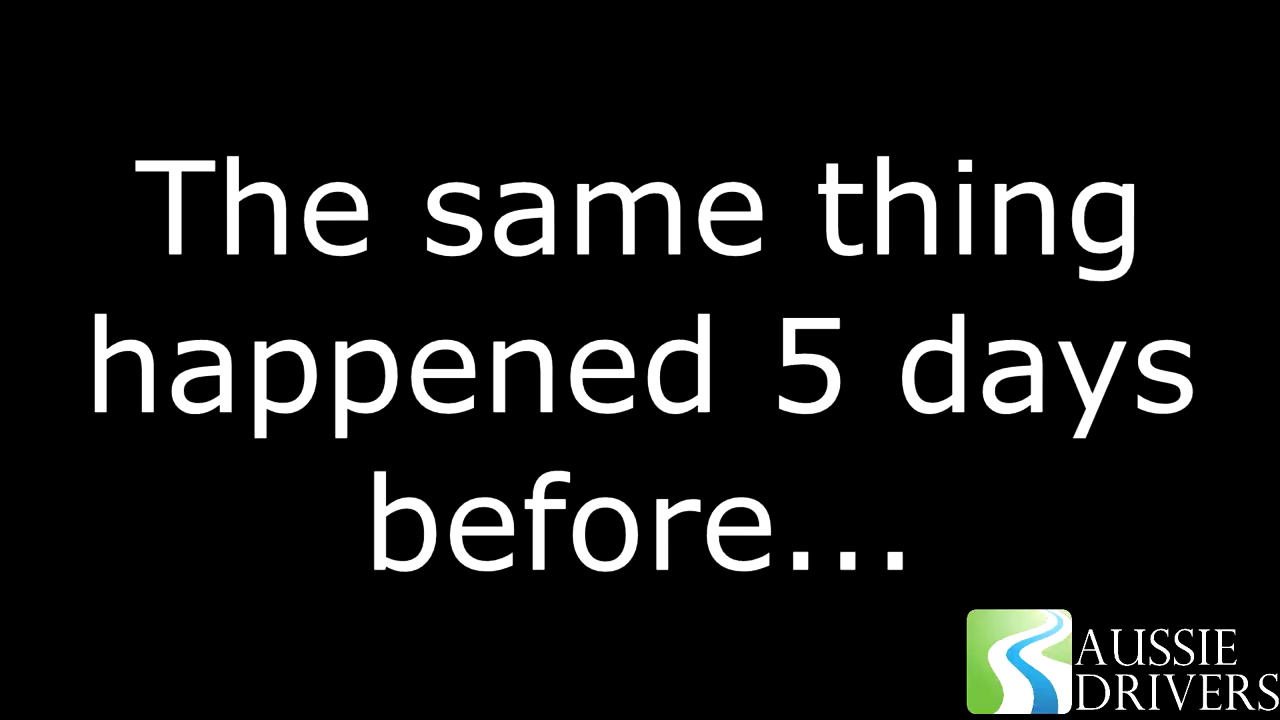 The same thing
happened 5 days
before...
AUSSIE
DRIVERS